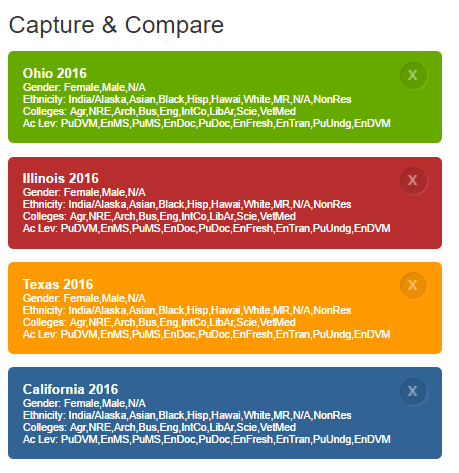 Capture & Compare
Ohio 2016
X
Gender: Female,Male,N/A
Ethnicity: India/Alaska,Asian,Black,Hisp,Hawai,White,MR,N/A,NonRes
Colleges: Agr,NRE,Arch,Bus,Eng,IntCo,LibAr,Scie,VetMed
Ac Lev: PuDVM,EnMS,PuMS,EnDoc,PuDoc,EnFresh,EnTran,PuUndg,EnDVM
Illinois 2016
X
Gender: Female,Male,N/A
Ethnicity: India/Alaska,Asian,Black,Hisp,Hawai,White,MR,N/A,NonRes
Colleges: Agr,NRE,Arch,Bus,Eng,IntCo,LibAr,Scie,VetMed
Ac Lev: PuDVM,EnMS,PuMS,EnDoc,PuDoc,EnFresh,EnTran,PuUndg,EnDVM
Texas 2016
X
Gender: Female,Male,N/A
Ethnicity: India/Alaska,Asian,Black,Hisp,Hawai,White,MR,N/A,NonRes
Colleges: Agr,NRE,Arch,Bus,Eng,IntCo,LibAr,Scie,VetMed
Ac Lev: PuDVM,EnMS,PuMS,EnDoc,PuDoc,EnFresh,EnTran,PuUndg,EnDVM
California 2016
X
Gender: Female,Male,N/A
Ethnicity: India/Alaska,Asian,Black,Hisp,Hawai,White,MR,N/A,NonRes
Colleges: Agr,NRE,Arch,Bus,Eng,IntCo,LibAr,Scie,VetMed
Ac Lev: PuDVM,EnMS,PuMS,EnDoc,PuDoc,EnFresh,EnTran,PuUndg,EnDVM